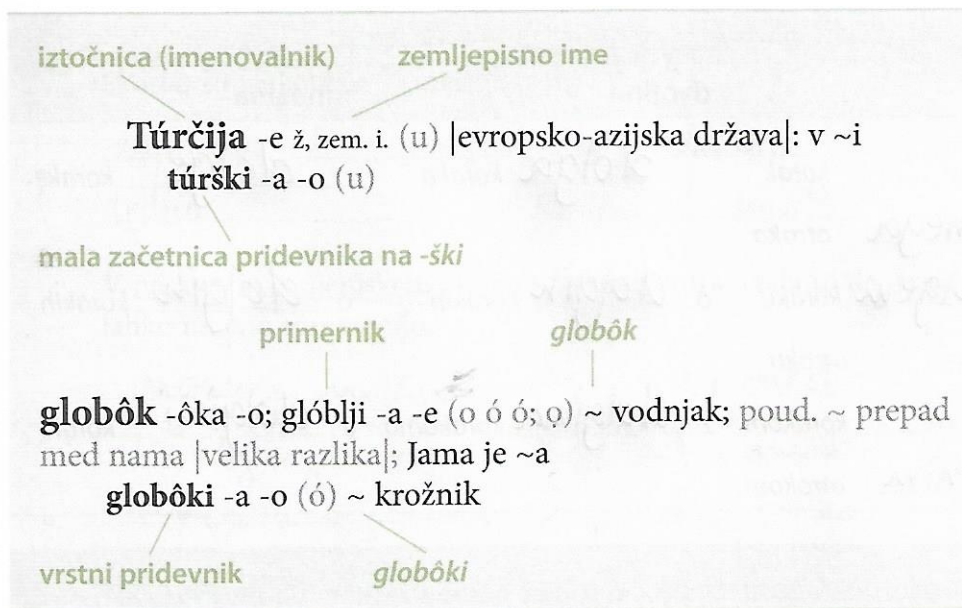 iztočnica (imenovalnik) zemljepisno ime
Túrčija -e ž, zem. i. (u) |evropsko-azijska država|: v ~i
túrški -a -o (u)
mala začetnica pridevnika na -ški
primernik globôk
globôk -ôka -o; glóblji -a -e (o ó ó; ọ) ~ vodnjak; poud. ~ prepad
med nama |velika razlika|; Jama je ~a
globôki -a -o (ó) ~ krožnik
vrstni pridevnik globôki